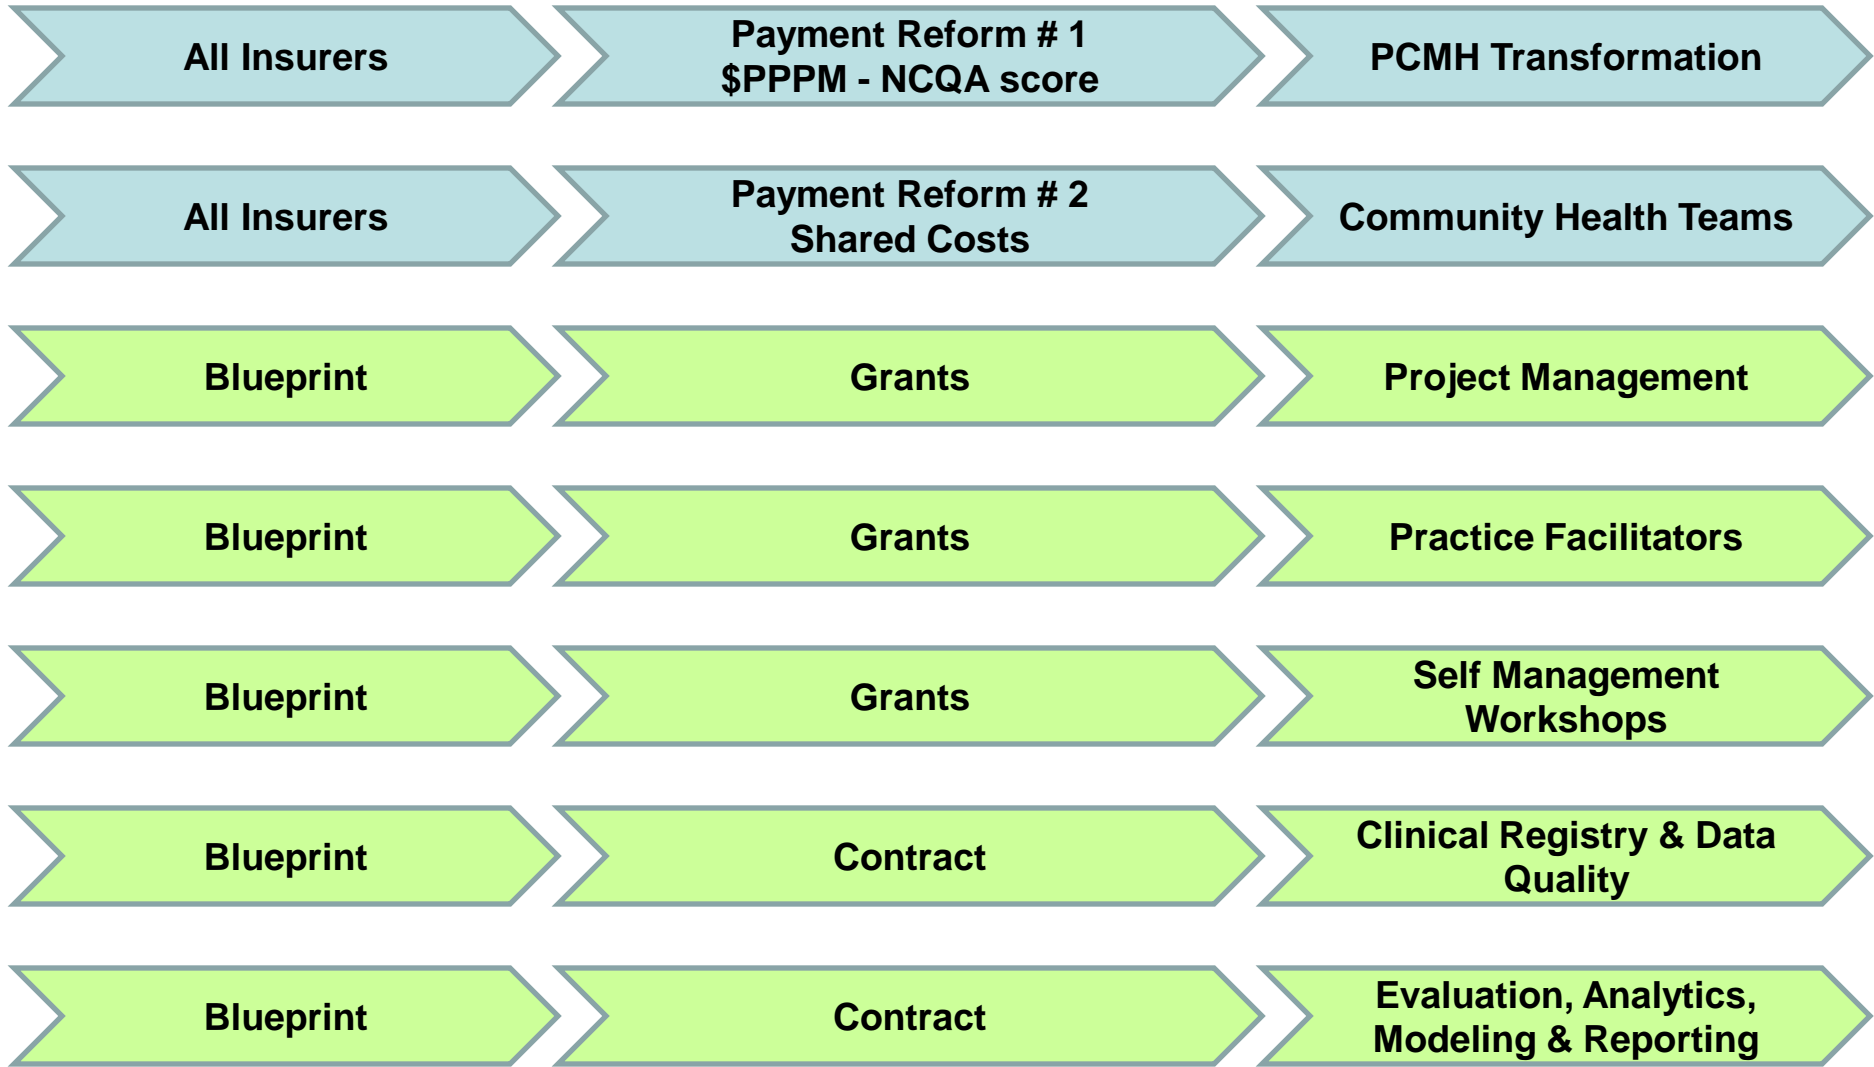 All Insurers
Payment Reform # 1
$PPPM - NCQA score
PCMH Transformation
All Insurers
Payment Reform # 2
Shared Costs
Community Health Teams
Blueprint
Grants
Project Management
Blueprint
Grants
Practice Facilitators
Blueprint
Grants
Self Management
Workshops
Blueprint
Contract
Clinical Registry & Data
Quality
Blueprint
Contract
Evaluation, Analytics,
Modeling & Reporting